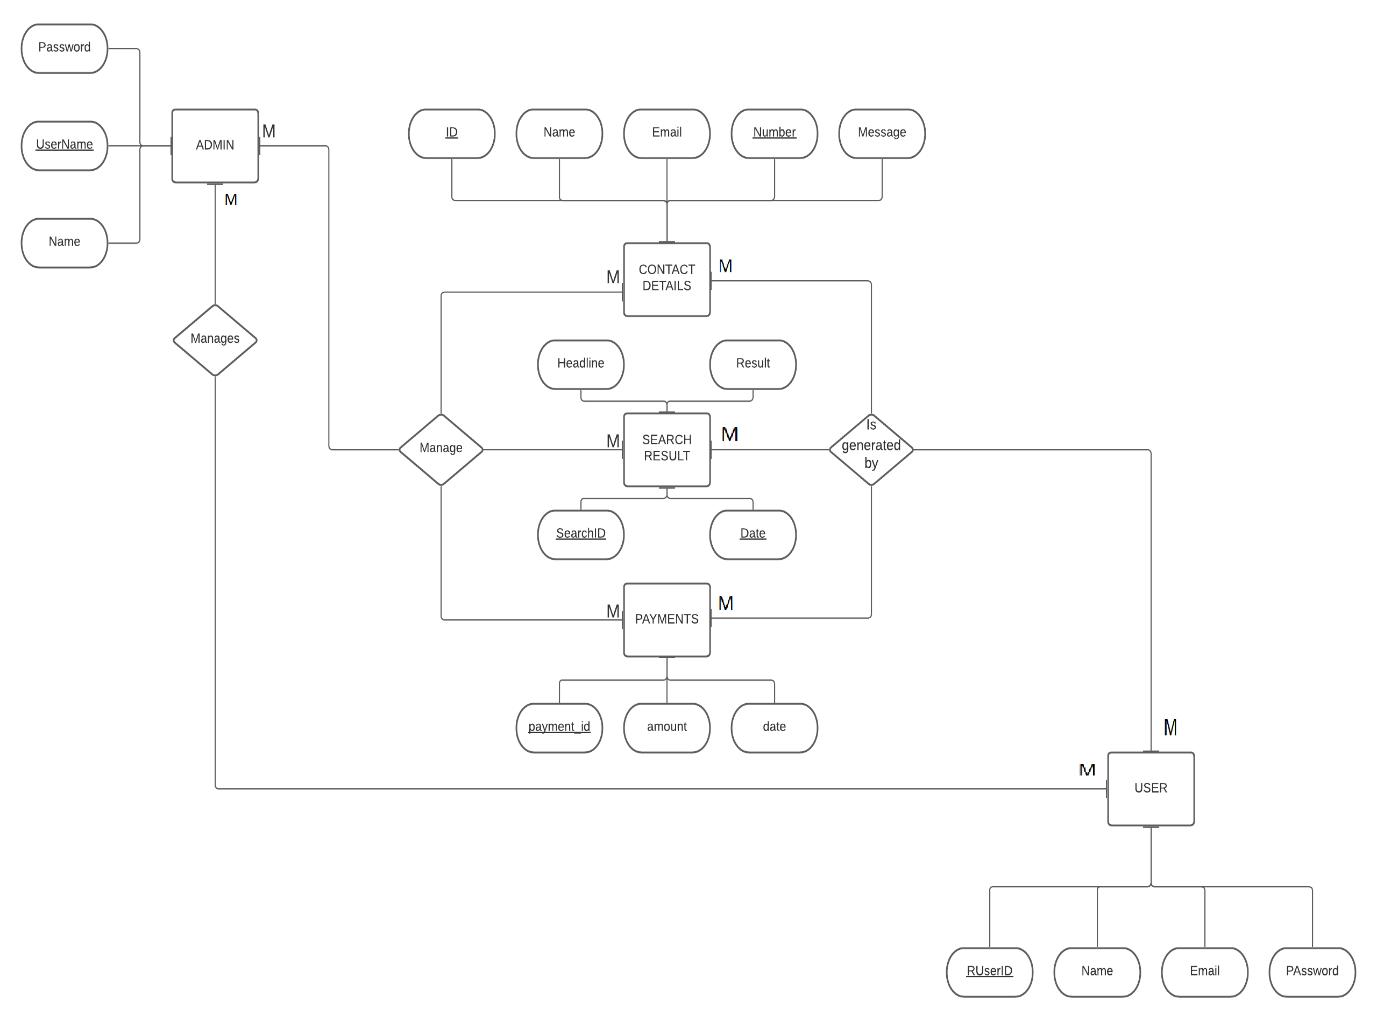 Password
UserName
Name
ADMIN
M
M
Manages
ID
Name
Email
Number
Message
CONTACT
DETAILS
M
M
Headline
Result
Manage
SEARCH
RESULT
M
M
Is
generated
by
SearchID
Date
PAYMENTS
M
M
payment_id
amount
date
M
M
USER
RUserID
Name
Email
PAssword